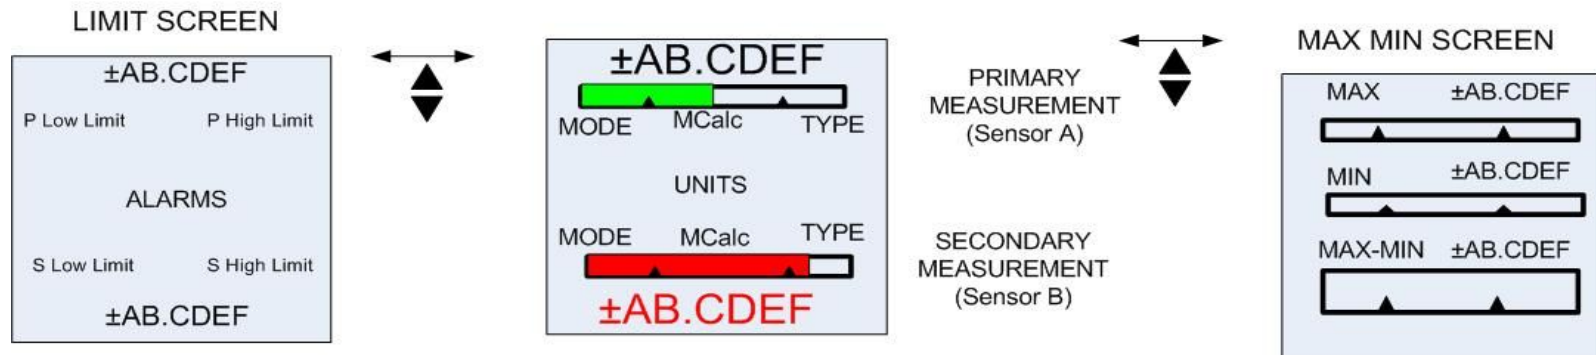 LIMIT SCREEN
±AB.CDEF
P Low Limit P High Limit
ALARMS
S Low Limit S High Limit
±AB.CDEF
±AB.CDEF
MODE MCalc TYPE
UNITS
MODE MCalc TYPE
±AB.CDEF
PRIMARY
MEASUREMENT
(Sensor A)
SECONDARY
MEASUREMENT
(Sensor B)
MAX MIN SCREEN
MAX ±AB.CDEF
MIN ±AB.CDEF
MAX-MIN ±AB.CDEF